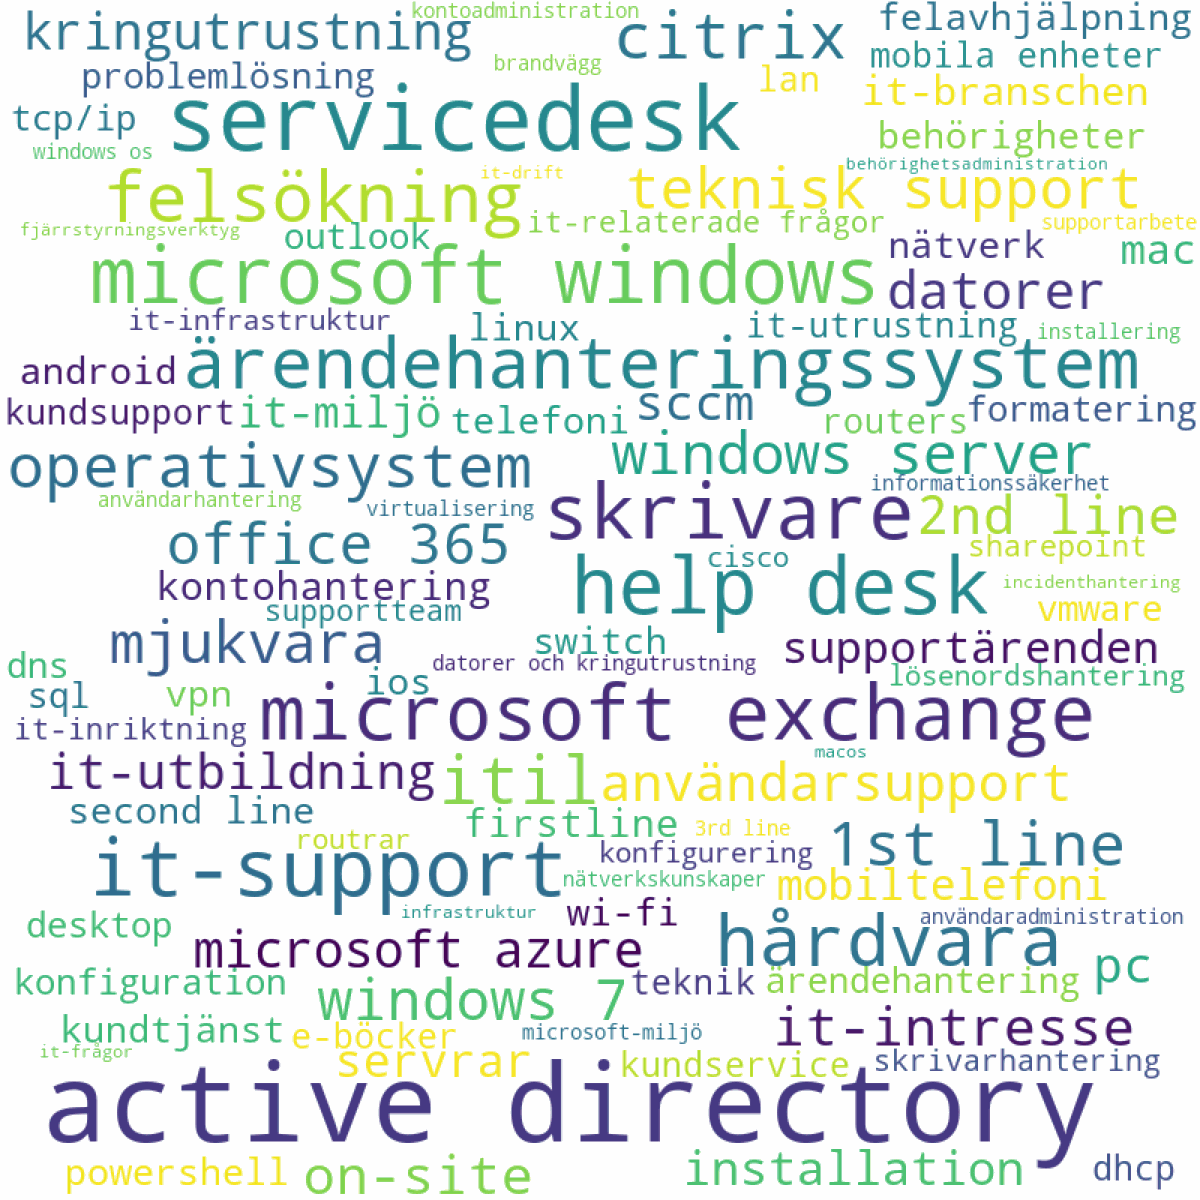 kontoadministration
kringutrustning
citrix
felavhjälpning
brandvägg
mobila enheter
problemlösning
lan
it-branschen
servicedesk
tcp/ip
behörigheter
windows os
it-drift
behörighetsadministration
felsökning
teknisk support
fjärrstyrningsverktyg
outlook
it-relaterade frågor
supportarbete
nätverk
mac
microsoft windows
datorer
it-infrastruktur
linux
it-utrustning
installering
android
ärendehanteringssystem
kundsupport
it-miljö
telefoni
sccm
routers
formatering
operativsystem
windows server
användarhantering
virtualisering
skrivare
informationssäkerhet
2nd line
office 365
cisco
sharepoint
kontohantering
help desk
incidenthantering
supportteam
vmware
mjukvara
switch
supportärenden
dns
datorer och kringutrustning
sql
vpn
ios
lösenordshantering
it-inriktning
microsoft exchange
macos
it-utbildning
itil
användarsupport
second line
firstline
3rd line
routrar
konfigurering
1st line
it-support
nätverkskunskaper
mobiltelefoni
desktop
infrastruktur
wi-fi
användaradministration
microsoft azure
hårdvara
konfiguration
windows 7
teknik
ärendehantering
pc
kundtjänst
e-böcker
microsoft-miljö
it-intresse
it-frågor
servrar
kundservice
skrivarhantering
active directory
powershell
on-site
installation
dhcp